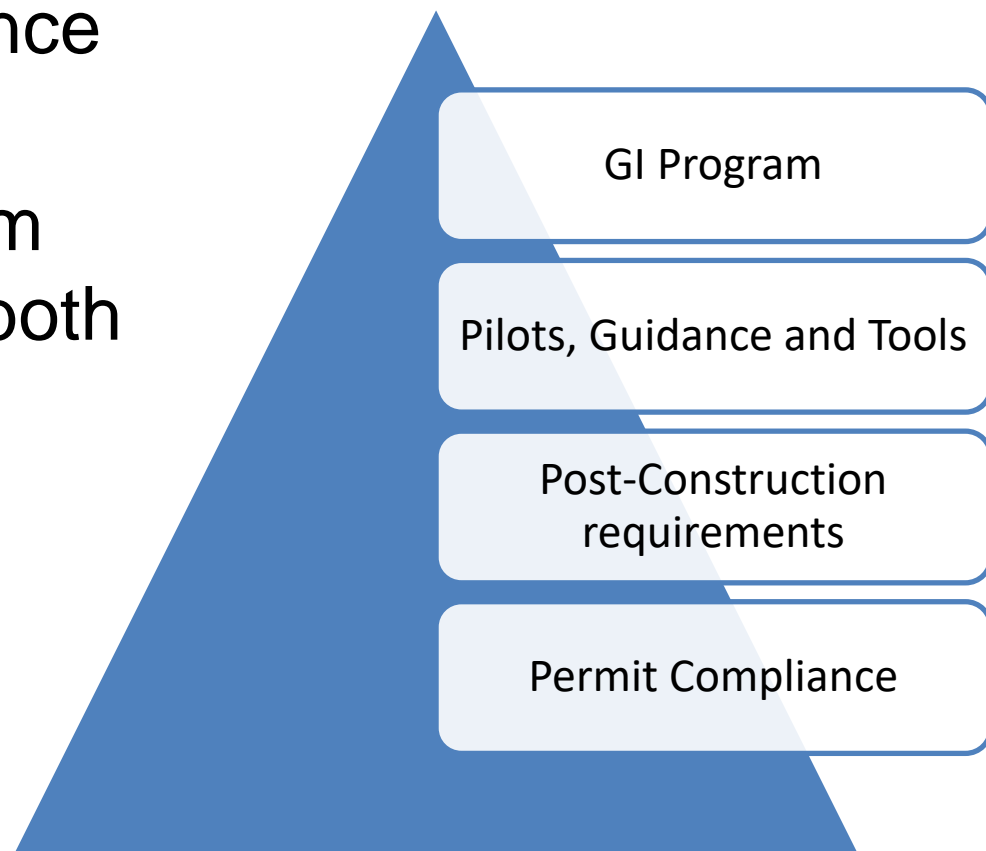 GI Program
Pilots, Guidance and Tools
Post-Construction
requirements
Permit Compliance